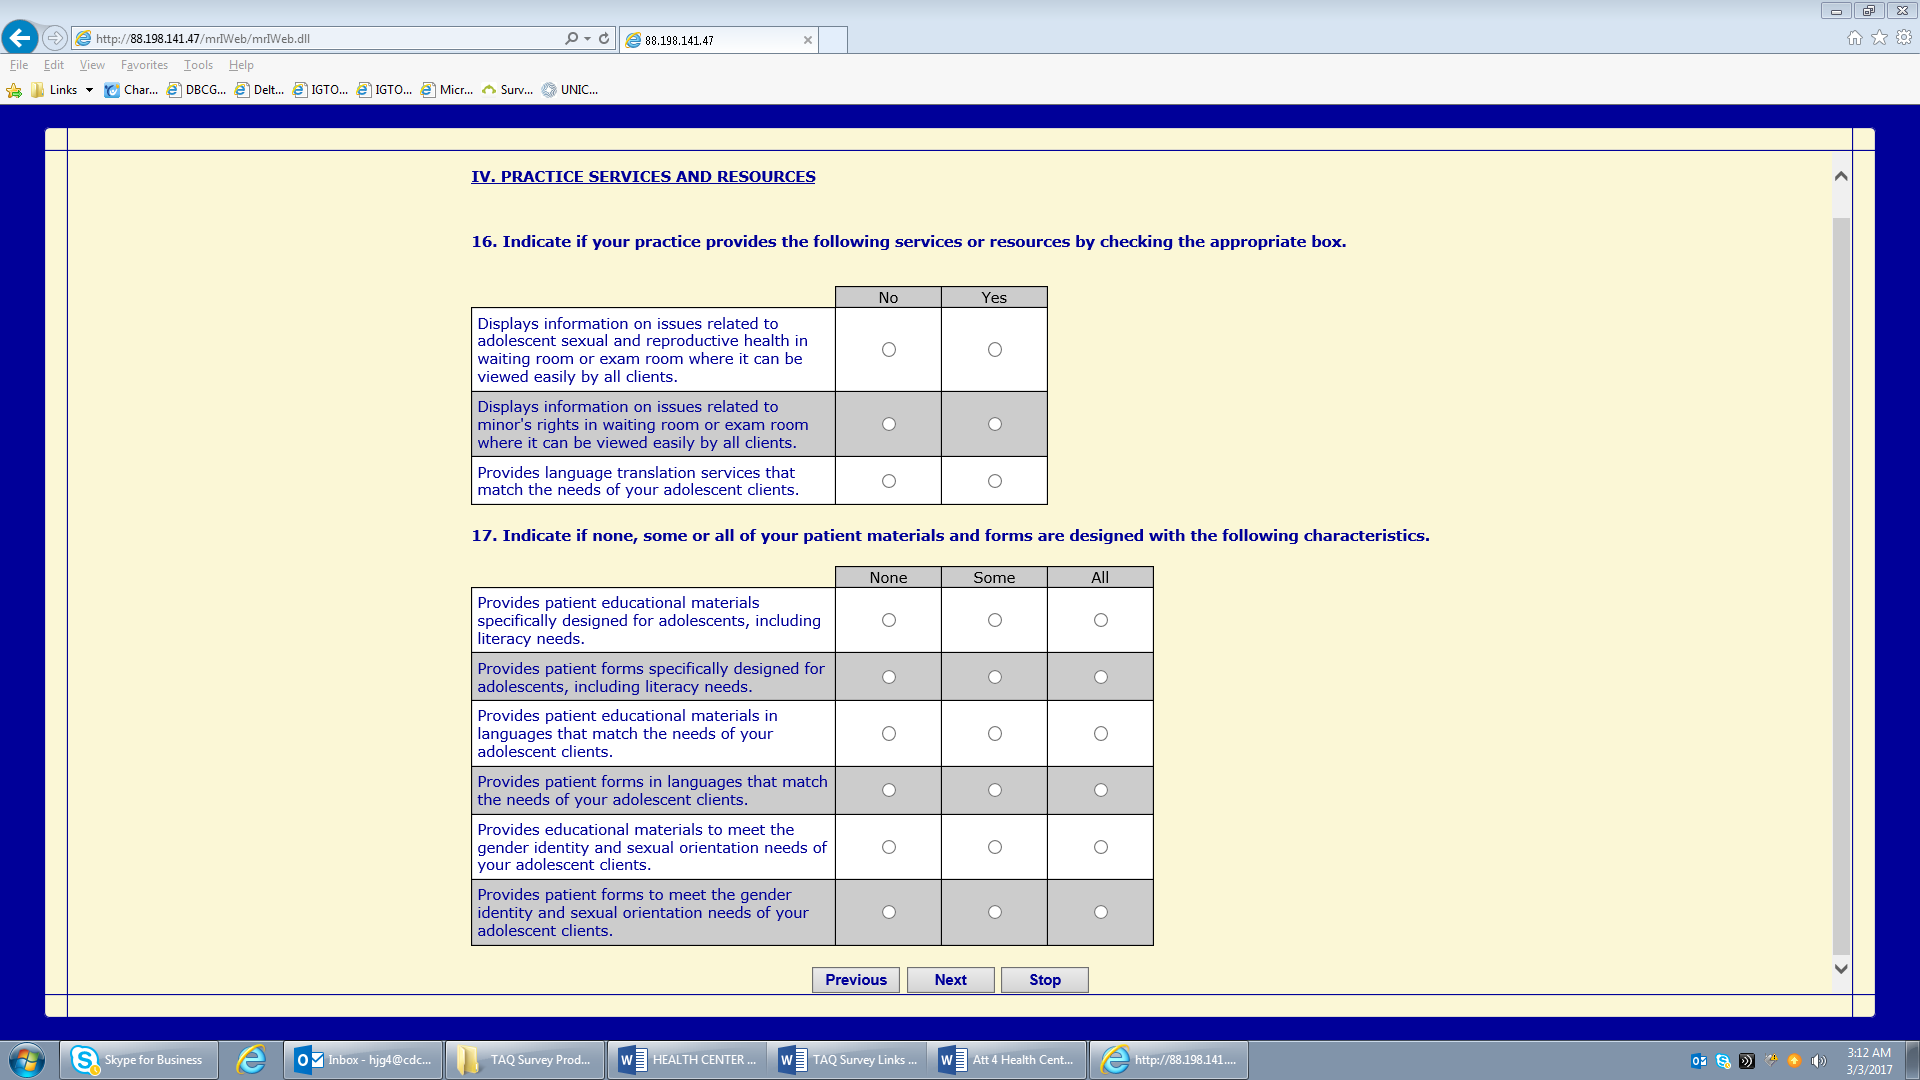 http://88.198.141.47/mrIWeb/mrIWeb.dll
88.198.141.47
File Edit View Favorites Tools Help
Links Char... DBCG... Delt... IGTO... IGTO... Micr... Surv... UNIC...
IV. PRACTICE SERVICES AND RESOURCES
16. Indicate if your practice provides the following services or resources by checking the appropriate box.
No Yes
Displays information on issues related to
adolescent sexual and reproductive health in
waiting room or exam room where it can be
viewed easily by all clients.
Displays information on issues related to
minor's rights in waiting room or exam room
where it can be viewed easily by all clients.
Provides language translation services that
match the needs of your adolescent clients.
17. Indicate if none, some or all of your patient materials and forms are designed with the following characteristics.
None Some All
Provides patient educational materials
specifically designed for adolescents, including
literacy needs.
Provides patient forms specifically designed for
adolescents, including literacy needs.
Provides patient educational materials in
languages that match the needs of your
adolescent clients.
Provides patient forms in languages that match
the needs of your adolescent clients.
Provides educational materials to meet the
gender identity and sexual orientation needs of
your adolescent clients.
Provides patient forms to meet the gender
identity and sexual orientation needs of your
adolescent clients.
Previous Next Stop
Skype for Business Inbox - hjg4@cdc... TAQ Survey Prod... HEALTH CENTER ... TAQ Survey Links ... Att 4 Health Cent... http://88.198.141....
3:12 AM
3/3/2017